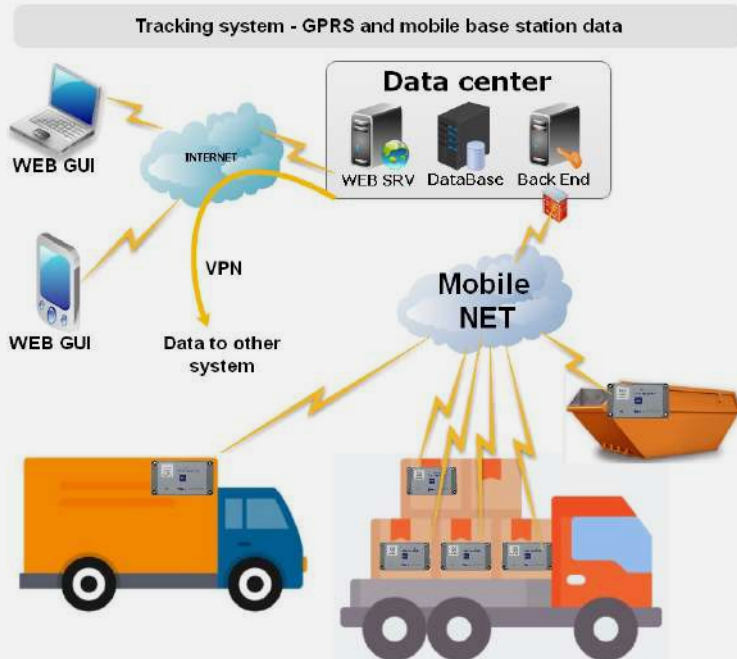 Tracking system - GPRS and mobile base station data
Data center
WEB SRV
DataBase
Back End
INTERNET
WEB GUI
VPN
Mobile
NET
WEB GUI
Data to other
system